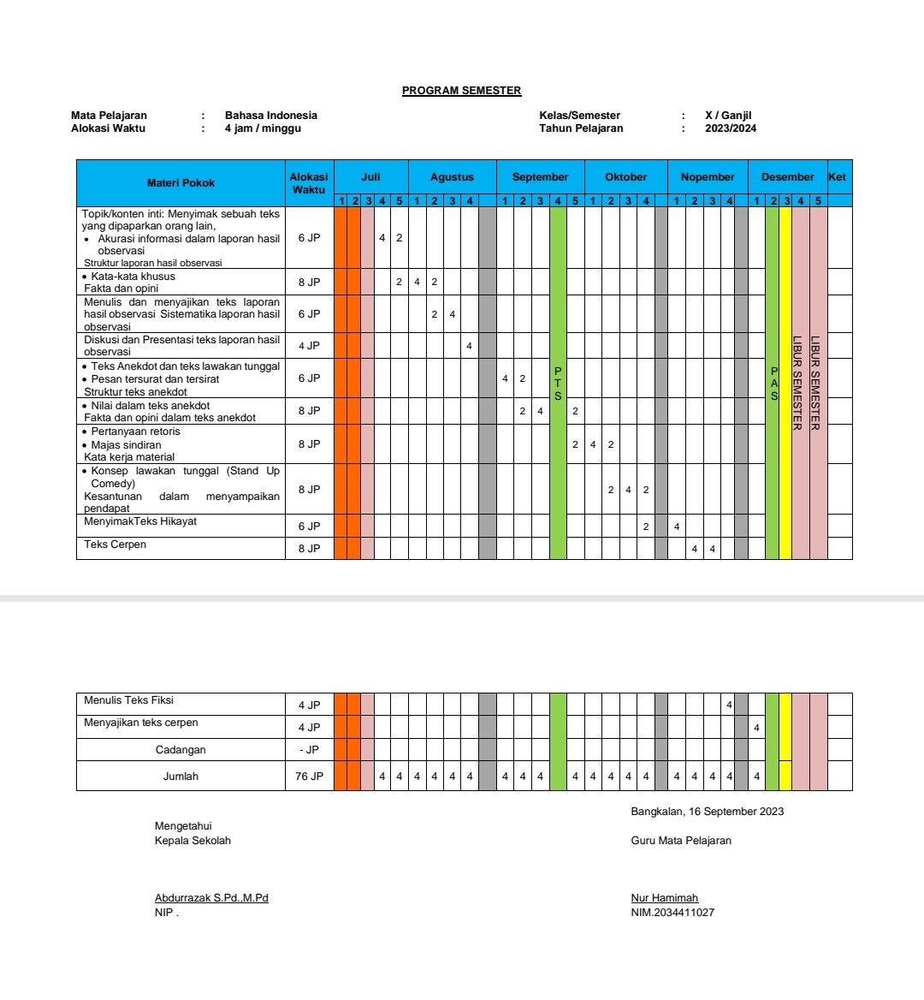 PROGRAM SEMESTER
Mata Pelajaran : Bahasa Indonesia Kelas/Semester : X / Ganjil
Alokasi Waktu : 4 jam / minggu Tahun Pelajaran : 2023/2024
Materi Pokok Alokasi Waktu Juli Agustus September Oktober Nopember Desember Ket
1 2 3 4 5 1 2 3 4 1 2 3 4 5 1 2 3 4 1 2 3 4 1 2 3 4 5
Topik/konten inti: Menyimak sebuah teks
yang dipaparkan orang lain,
• Akurasi informasi dalam laporan hasil
observasi
Struktur laporan hasil observasi
6 JP 4 2
• Kata-kata khusus
Fakta dan opini
8 JP 2 4 2
Menulis dan menyajikan teks laporan
hasil observasi Sistematika laporan hasil
observasi
6 JP 2 4
Diskusi dan Presentasi teks laporan hasil
observasi
4 JP 4
• Teks Anekdot dan teks lawakan tunggal
• Pesan tersurat dan tersirat
Struktur teks anekdot
6 JP 4 2
• Nilai dalam teks anekdot
Fakta dan opini dalam teks anekdot
8 JP 2 4 2
• Pertanyaan retoris
• Majas sindiran
Kata kerja material
8 JP 2 4 2
• Konsep lawakan tunggal (Stand Up
Comedy)
Kesantunan dalam menyampaikan
pendapat
8 JP 2 4 2
MenyimakTeks Hikayat
6 JP 2 4
Teks Cerpen
8 JP 4 4
PTS
PAS
LIBUR SEMESTER
LIBUR SEMESTER
Menulis Teks Fiksi
4 JP 4
Menyajikan teks cerpen
4 JP 4
Cadangan - JP
Jumlah 76 JP 4 4 4 4 4 4 4 4 4 4 4 4 4 4 4 4 4 4 4
Bangkalan, 16 September 2023
Mengetahui
Kepala Sekolah Guru Mata Pelajaran
Abdurrazak S.Pd.,M.Pd Nur Hamimah
NIP . NIM.2034411027